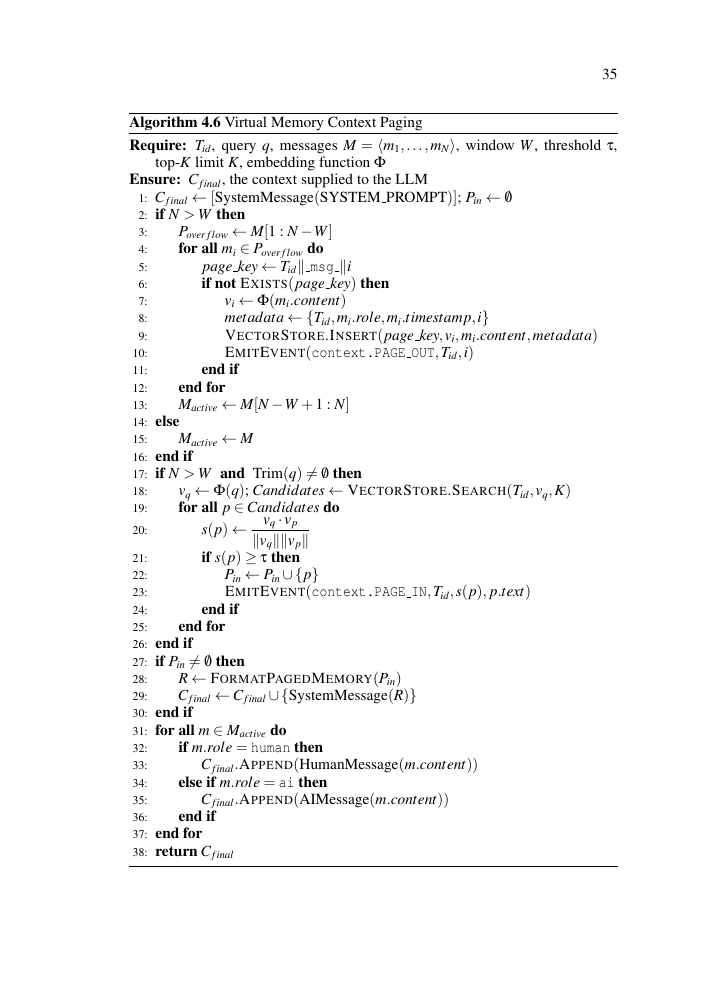 35
Algorithm 4.6 Virtual Memory Context Paging
Require: T_id, query q, messages M = ⟨m_1, . . . , m_N⟩, window W, threshold τ,
top-K limit K, embedding function Φ
Ensure: C_final, the context supplied to the LLM
1: C_final ← [SystemMessage(SYSTEM_PROMPT)]; P_in ← ∅
2: if N > W then
3: P_overflow ← M[1 : N − W]
4: for all m_i ∈ P_overflow do
5: page_key ← T_id∥_msg_∥i
6: if not EXISTS(page_key) then
7: v_i ← Φ(m_i.content)
8: metadata ← {T_id, m_i.role, m_i.timestamp, i}
9: VECTORSTORE.INSERT(page_key, v_i, m_i.content, metadata)
10: EMITEVENT(context.PAGE_OUT, T_id, i)
11: end if
12: end for
13: M_active ← M[N − W + 1 : N]
14: else
15: M_active ← M
16: end if
17: if N > W and Trim(q) ≠ ∅ then
18: v_q ← Φ(q); Candidates ← VECTORSTORE.SEARCH(T_id, v_q, K)
19: for all p ∈ Candidates do
20: s(p) ← v_q · v_p / ∥v_q∥∥v_p∥
21: if s(p) ≥ τ then
22: P_in ← P_in ∪ {p}
23: EMITEVENT(context.PAGE_IN, T_id, s(p), p.text)
24: end if
25: end for
26: end if
27: if P_in ≠ ∅ then
28: R ← FORMATPAGEDMEMORY(P_in)
29: C_final ← C_final ∪ {SystemMessage(R)}
30: end if
31: for all m ∈ M_active do
32: if m.role = human then
33: C_final.APPEND(HumanMessage(m.content))
34: else if m.role = ai then
35: C_final.APPEND(AIMessage(m.content))
36: end if
37: end for
38: return C_final